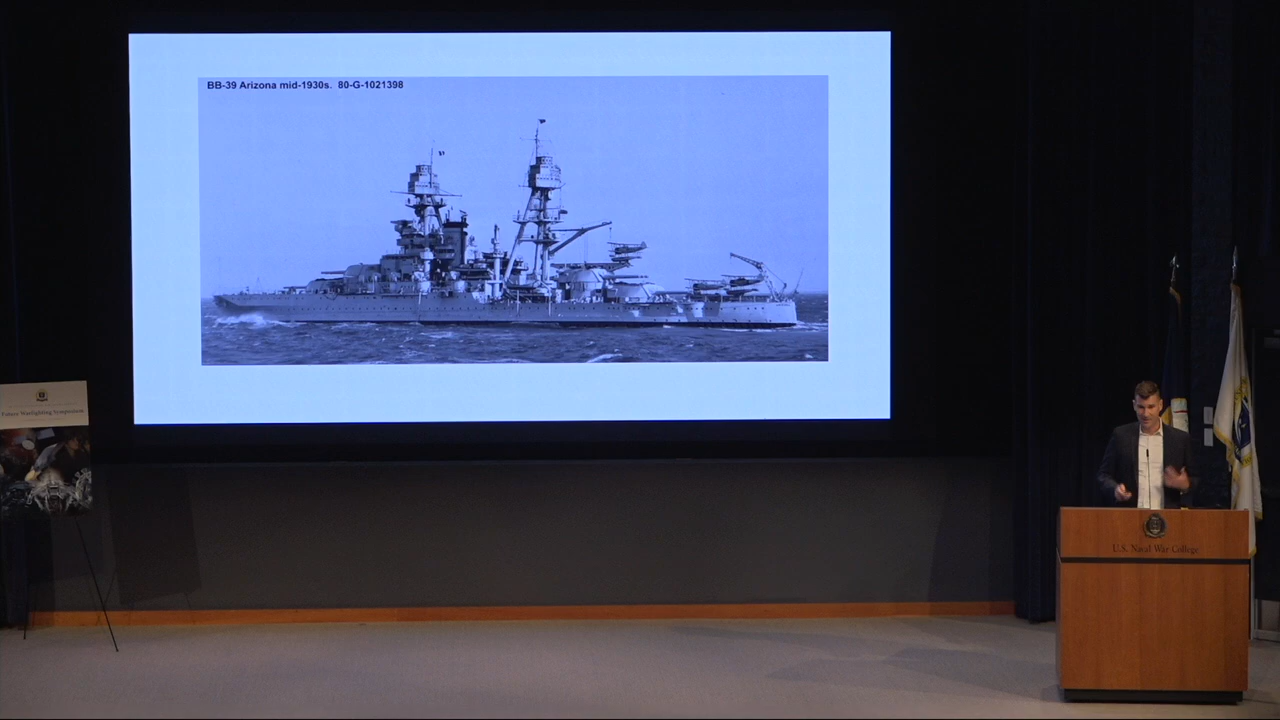 BB-39 Arizona mid-1930s.  80-G-1021398
Future Warfighting Symposium
U.S. Naval War College